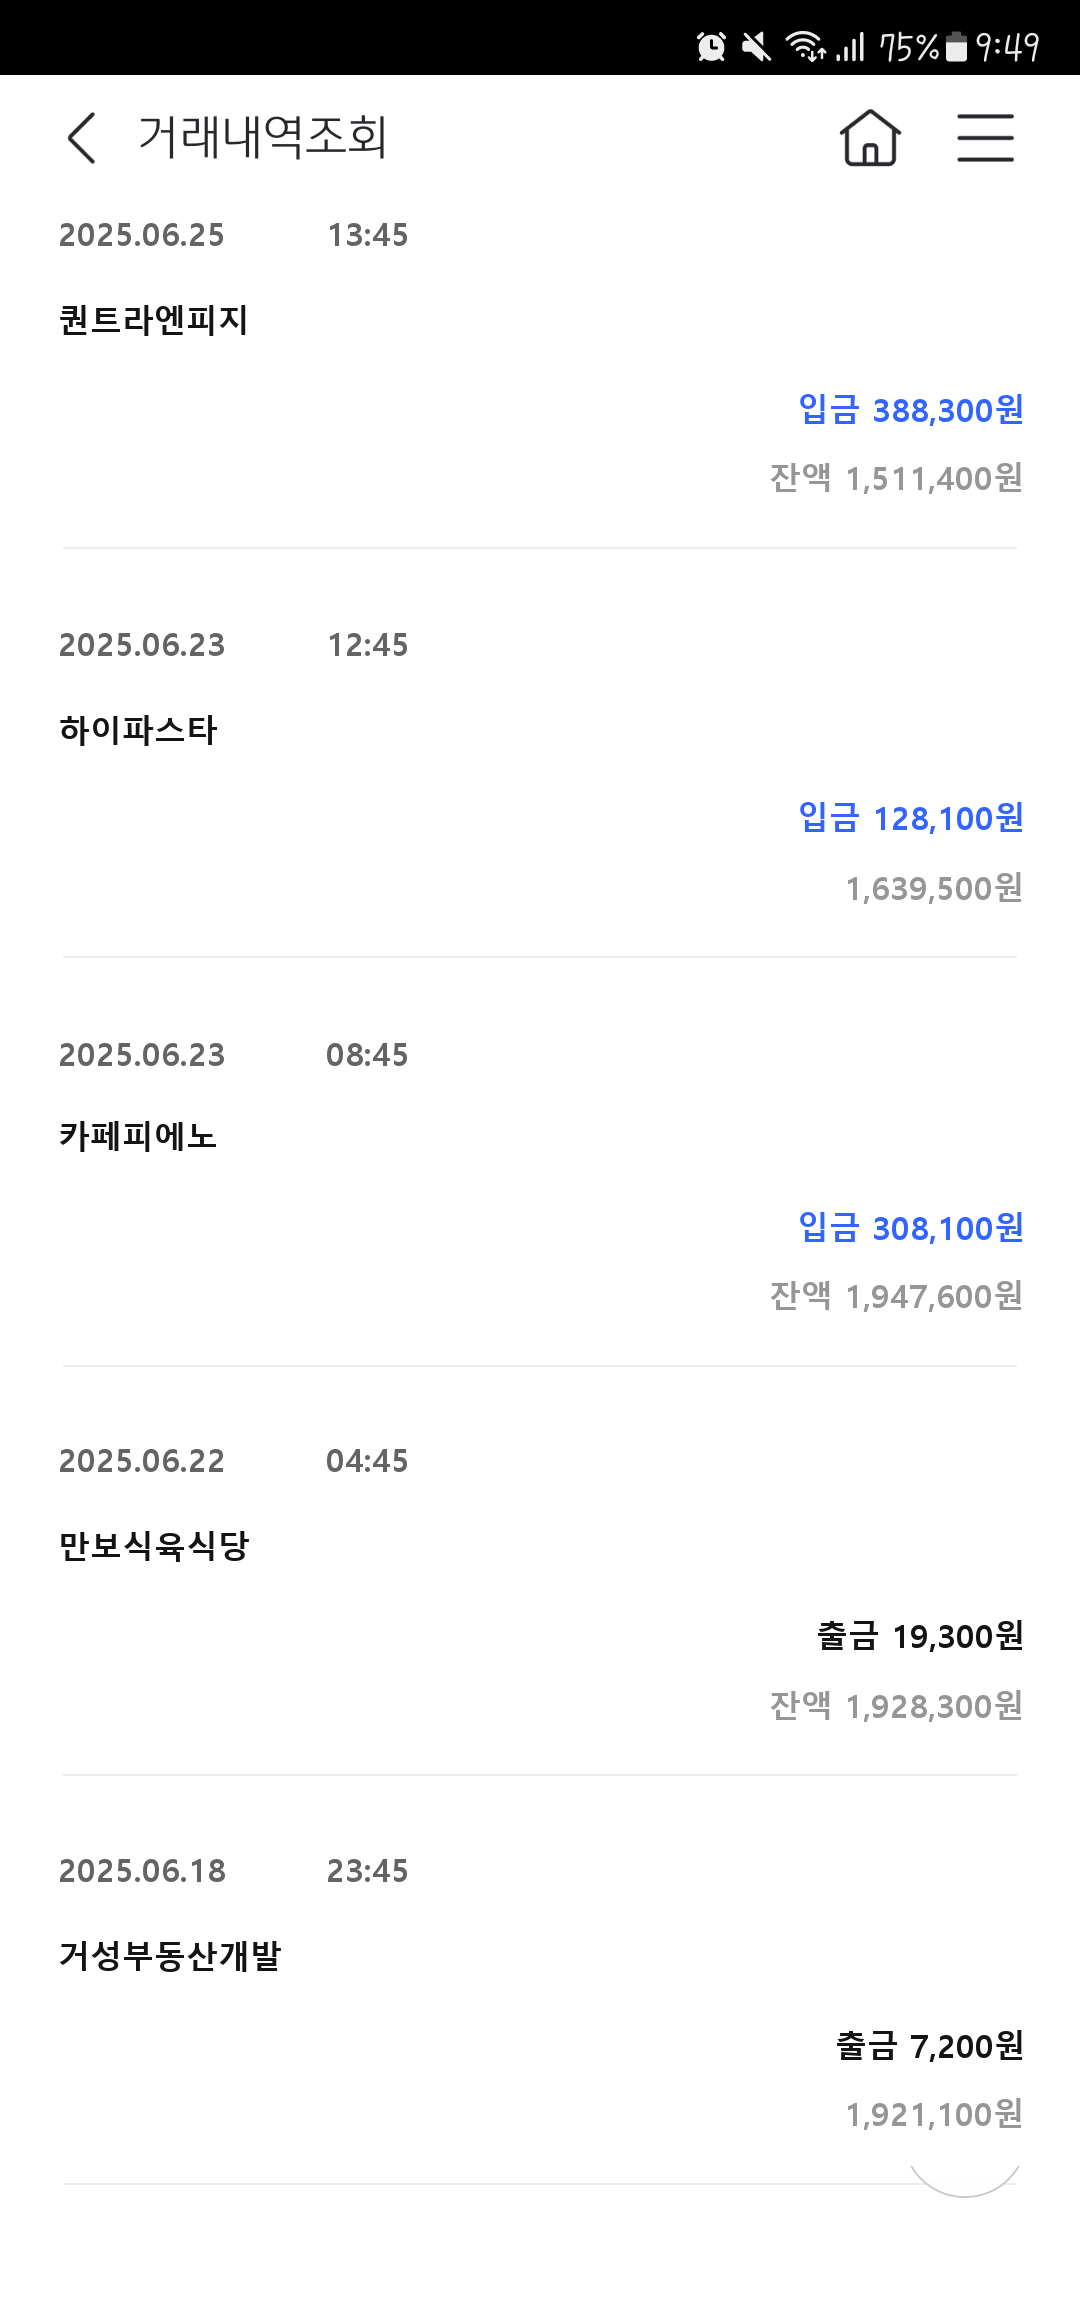 75% 9:49
거래내역조회
2025.06.25 13:45
퀀트라엔피지
입금 388,300원
잔액 1,511,400원
2025.06.23 12:45
하이파스타
입금 128,100원
1,639,500원
2025.06.23 08:45
카페피에노
입금 308,100원
잔액 1,947,600원
2025.06.22 04:45
만보식육식당
출금 19,300원
잔액 1,928,300원
2025.06.18 23:45
거성부동산개발
출금 7,200원
1,921,100원